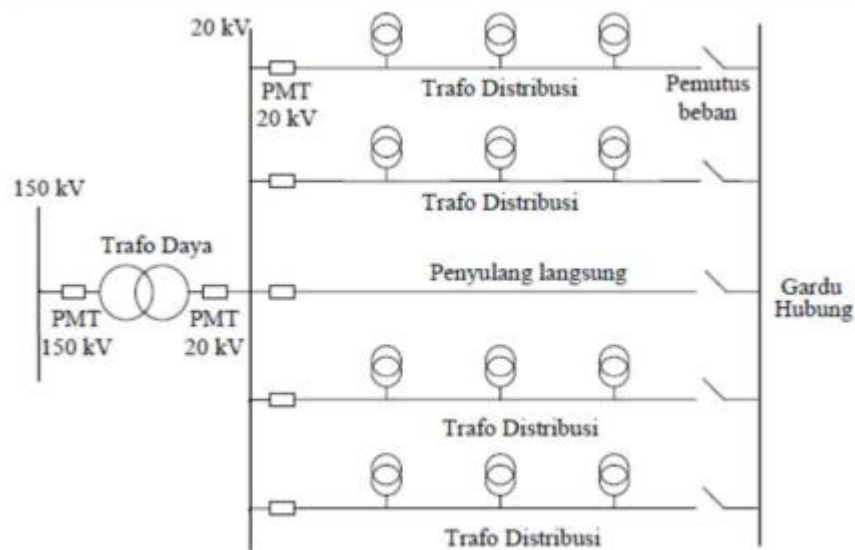 20 kV
PMT
20 kV
Trafo Distribusi
Pemutus
beban
Trafo Distribusi
150 kV
Trafo Daya
PMT
150 kV
PMT
20 kV
Penyulang langsung
Gardu
Hubung
Trafo Distribusi
Trafo Distribusi